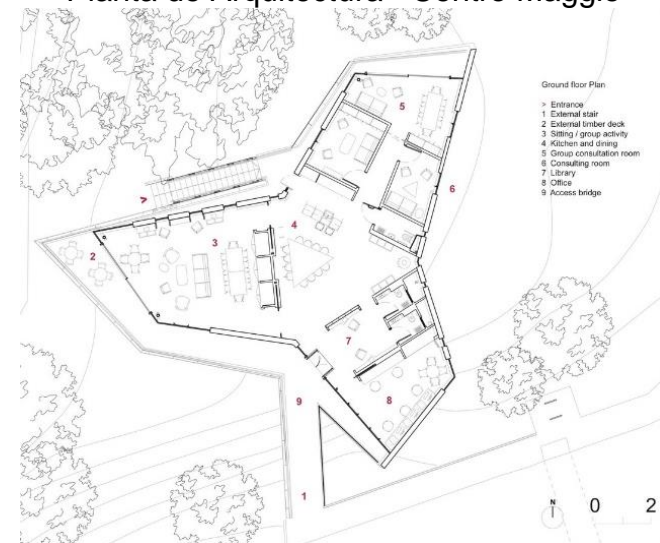 Planta de Arquitectura - Centro Maggie
Ground floor Plan
> Entrance
1 External stair
2 External timber deck
3 Sitting / group activity
4 Kitchen and dining
5 Group consultation room
6 Consulting room
7 Library
8 Office
9 Access bridge
5
6
>
4
3
2
7
8
9
1
N
0 2